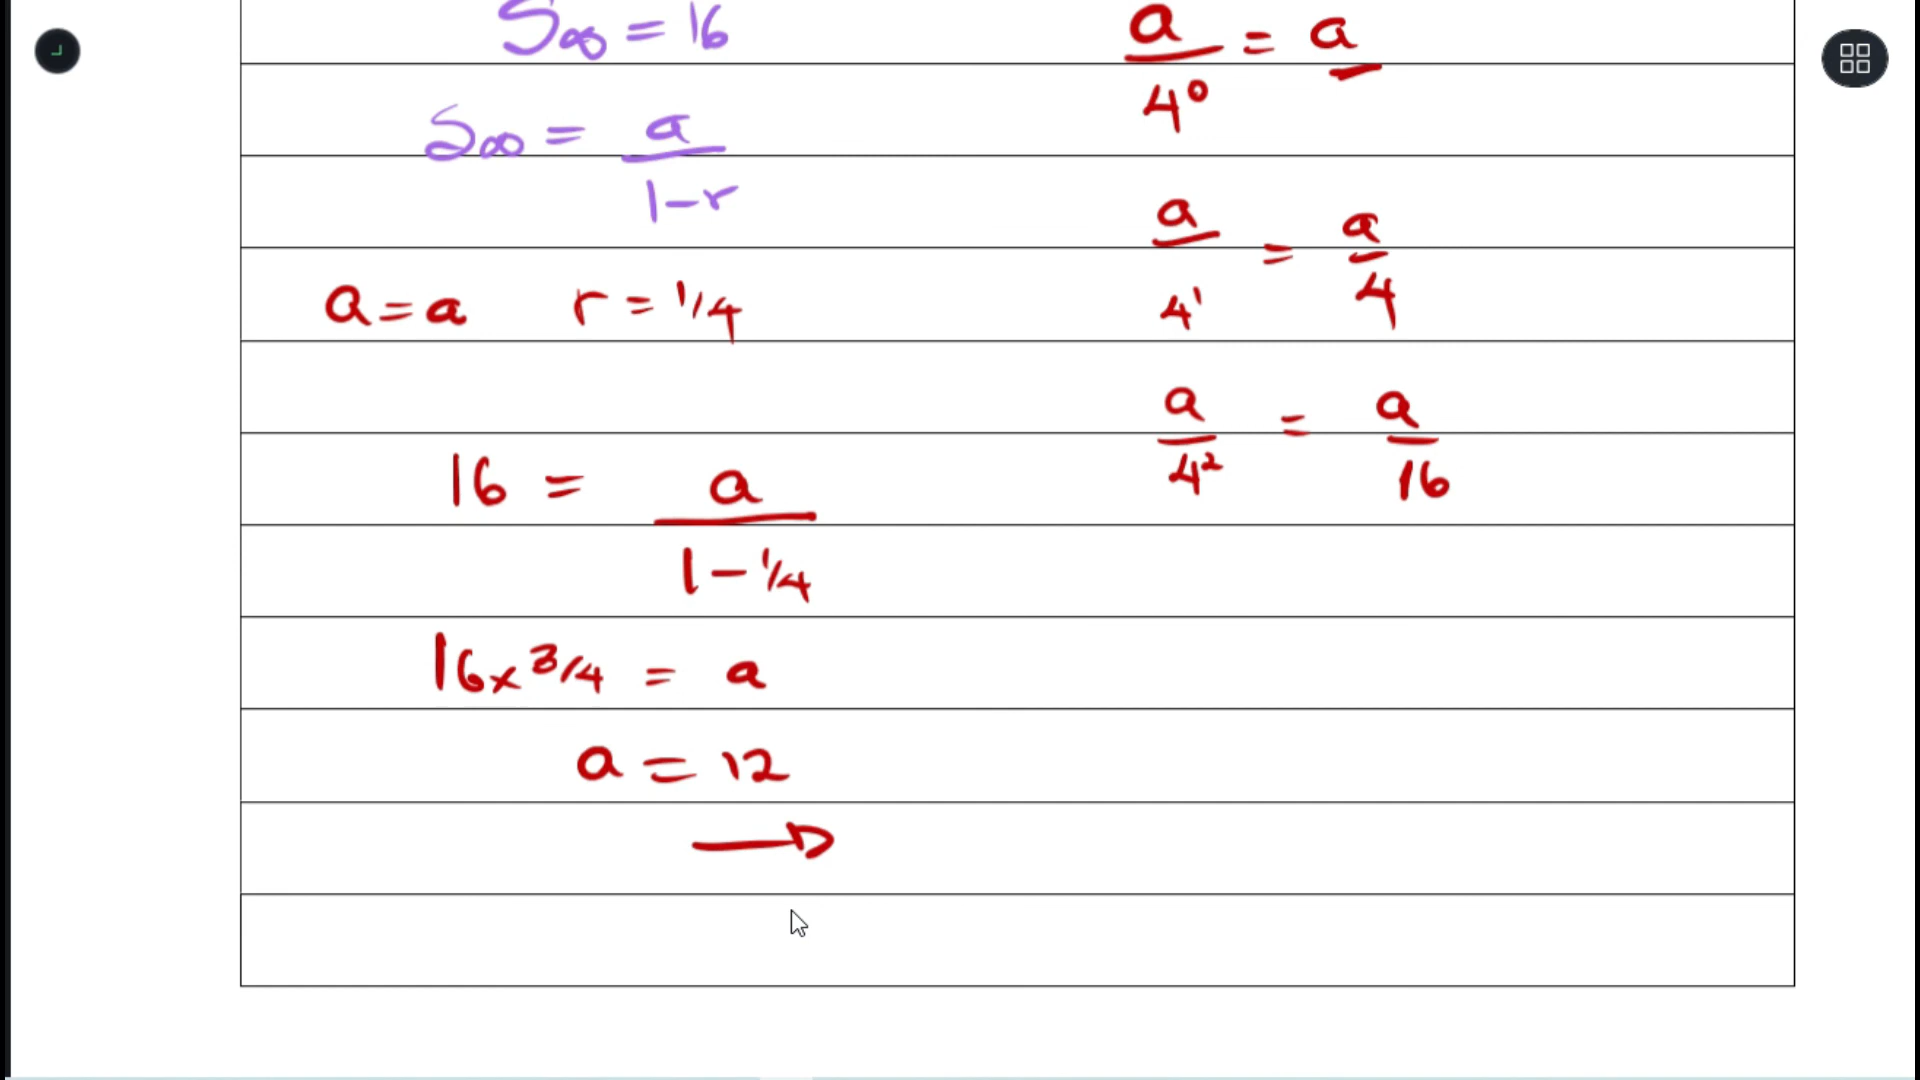 S∞ = 16
S∞ = a/(1-r)
a = a r = 1/4
16 = a/(1 - 1/4)
16 x 3/4 = a
a = 12
a/4⁰ = a
a/4¹ = a/4
a/4² = a/16